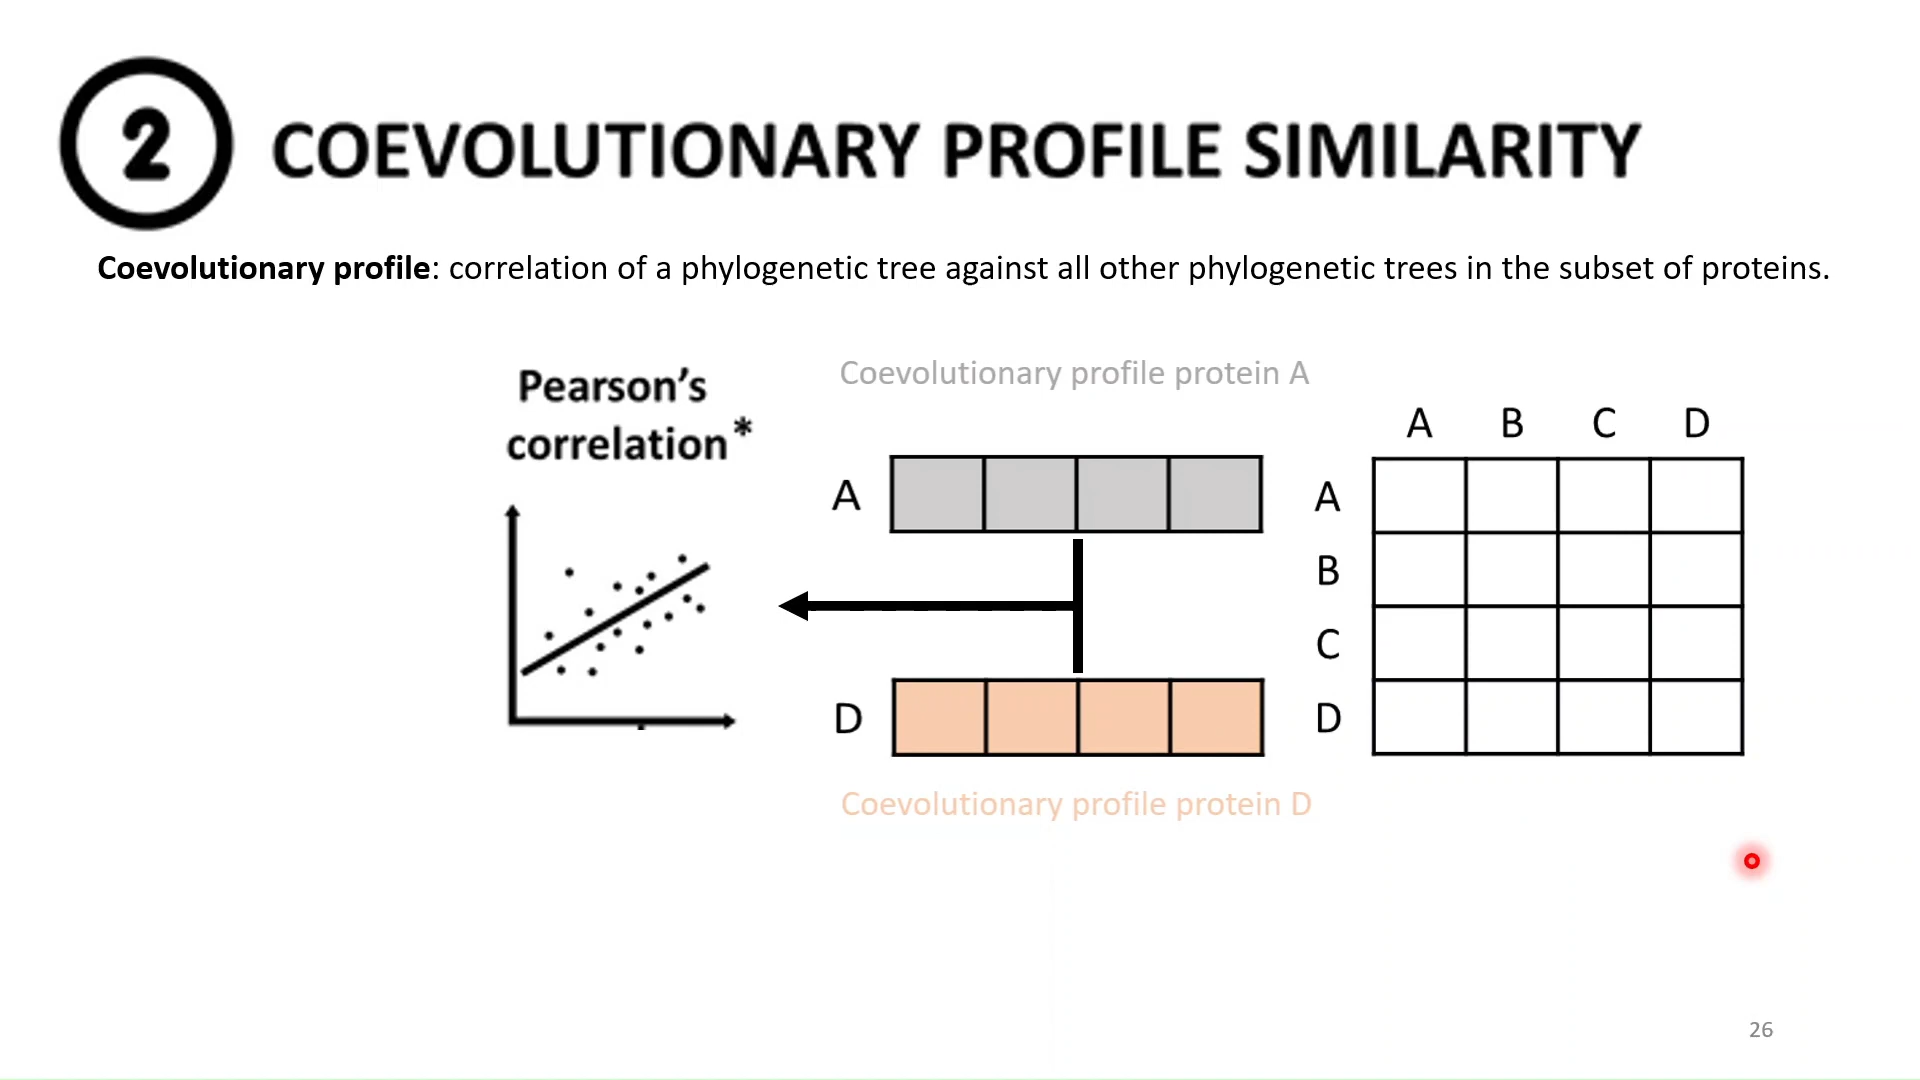 2 COEVOLUTIONARY PROFILE SIMILARITY
Coevolutionary profile: correlation of a phylogenetic tree against all other phylogenetic trees in the subset of proteins.
Pearson's
correlation*
Coevolutionary profile protein A
A
D
Coevolutionary profile protein D
A B C D
A
B
C
D
26